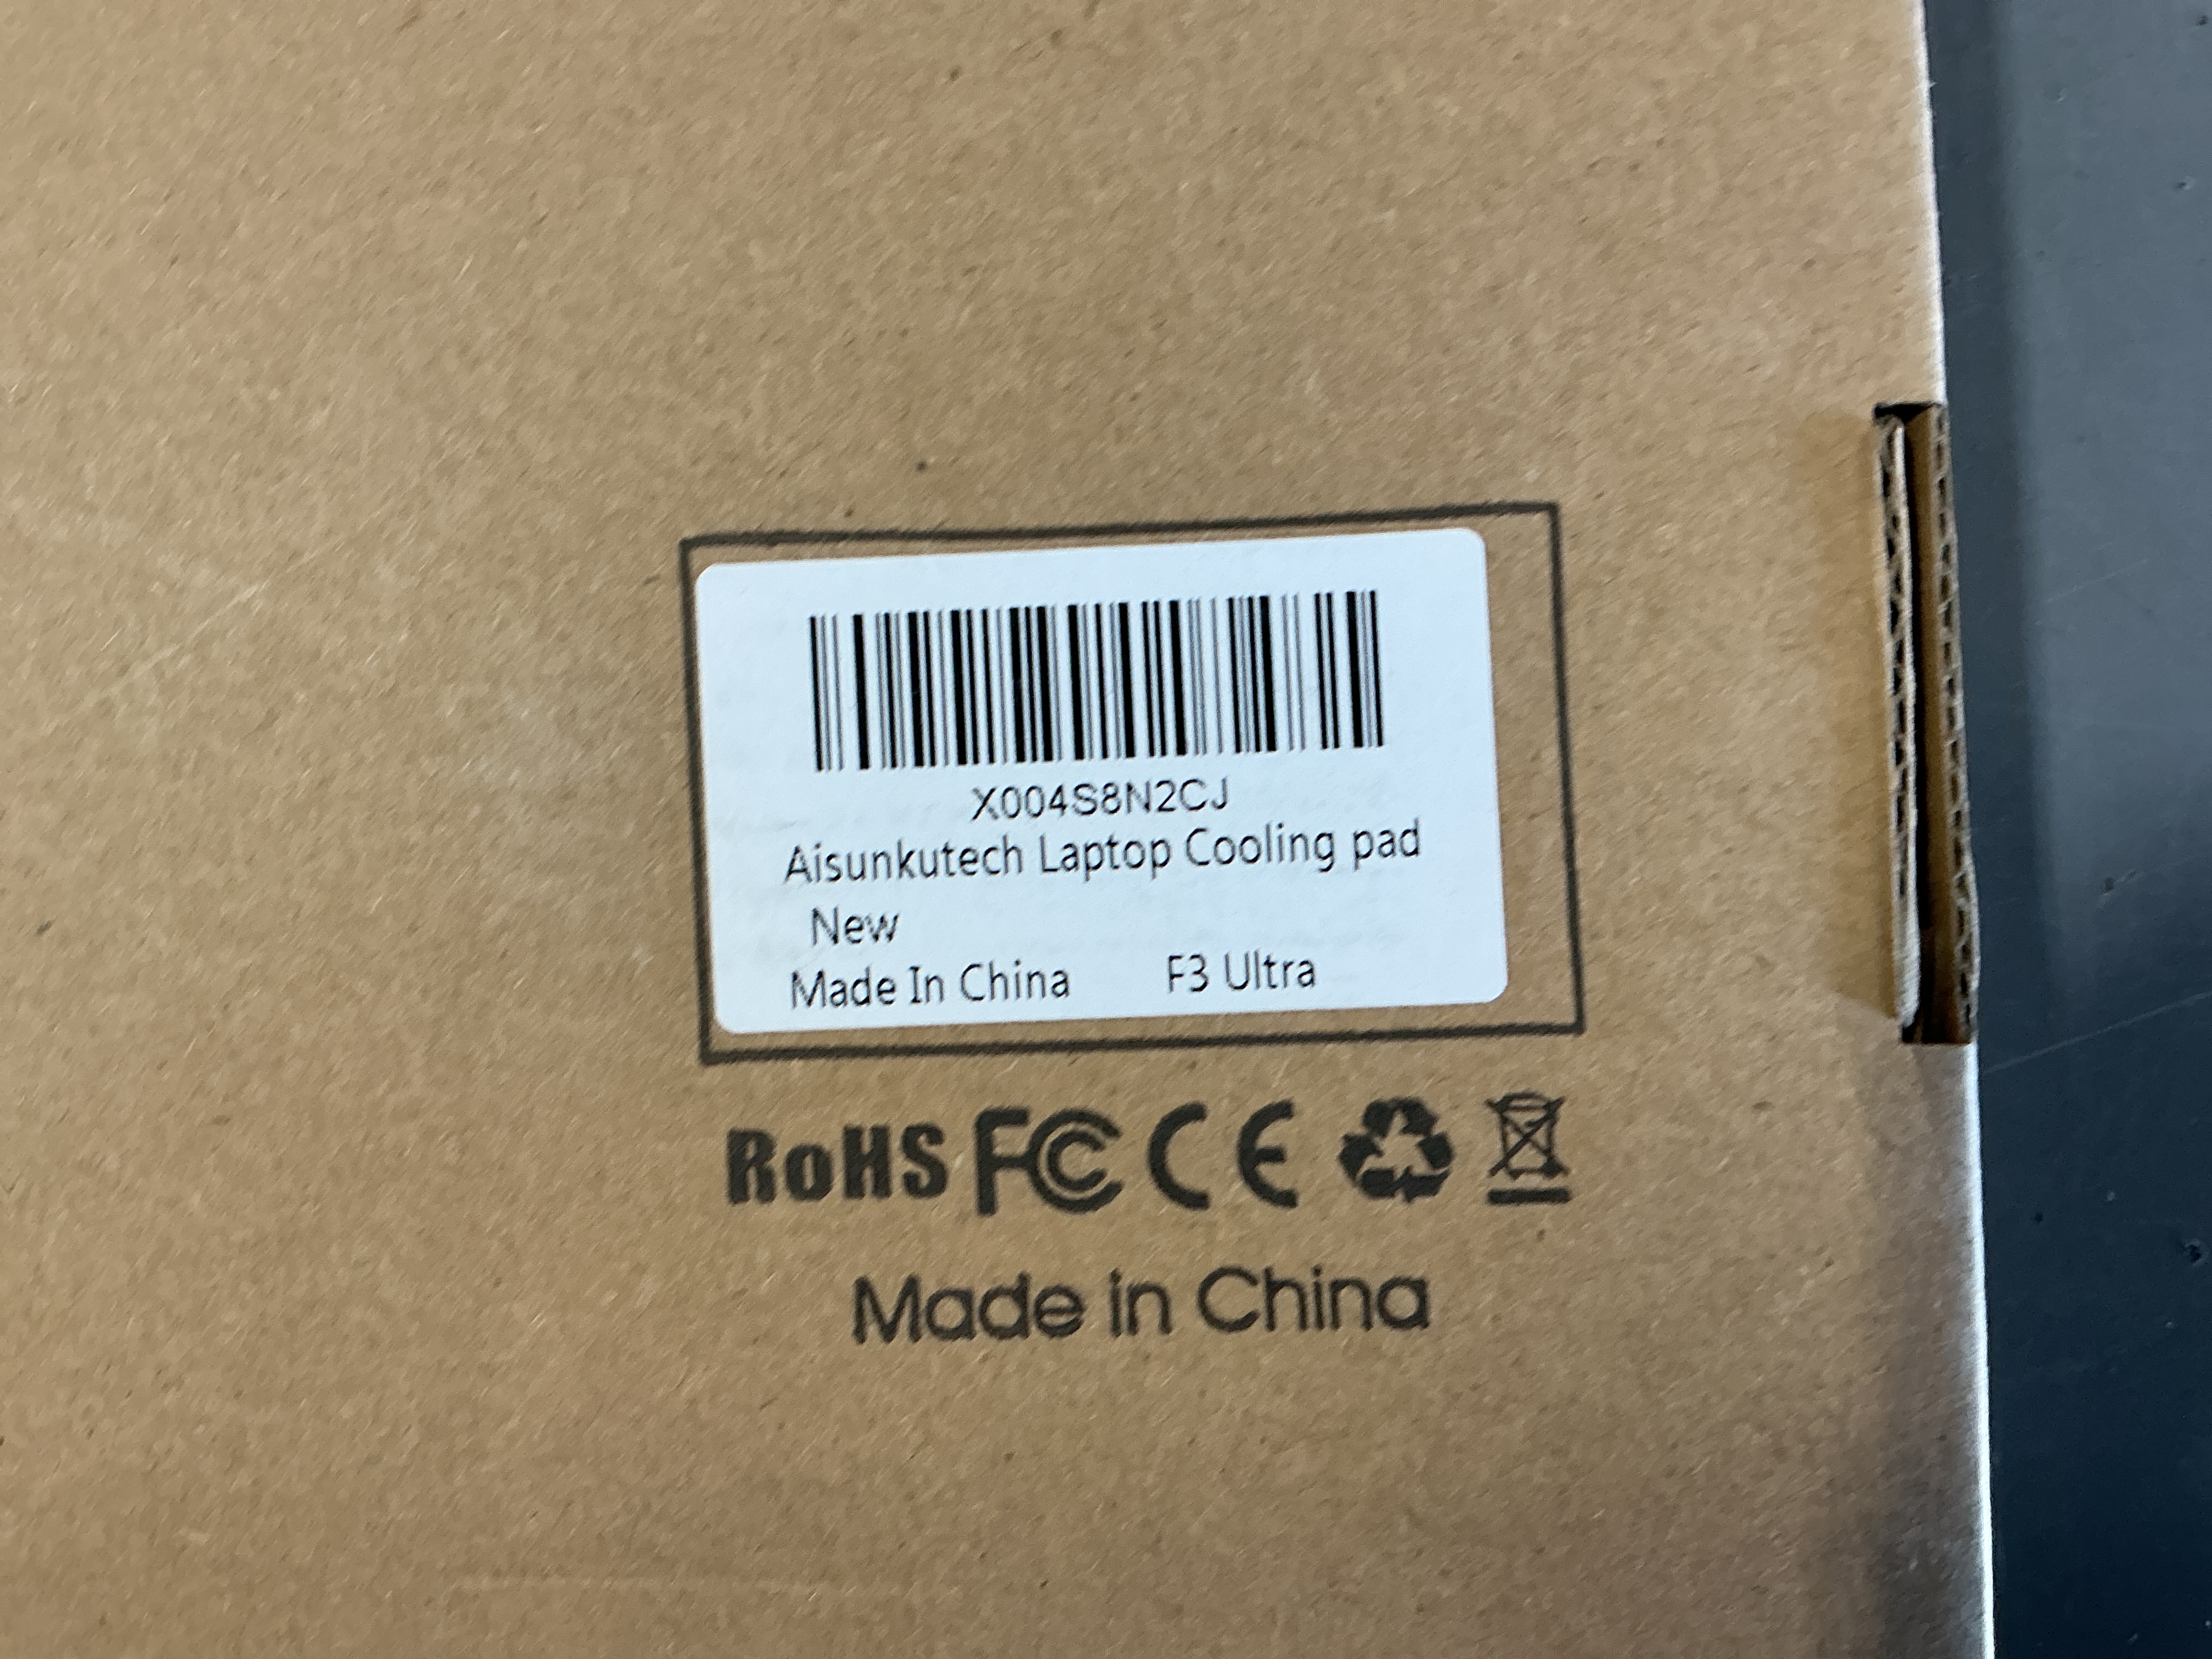 X004S8N2CJ
Aisunkutech Laptop Cooling pad
New
Made In China F3 Ultra
RoHS FC CE
Made in China